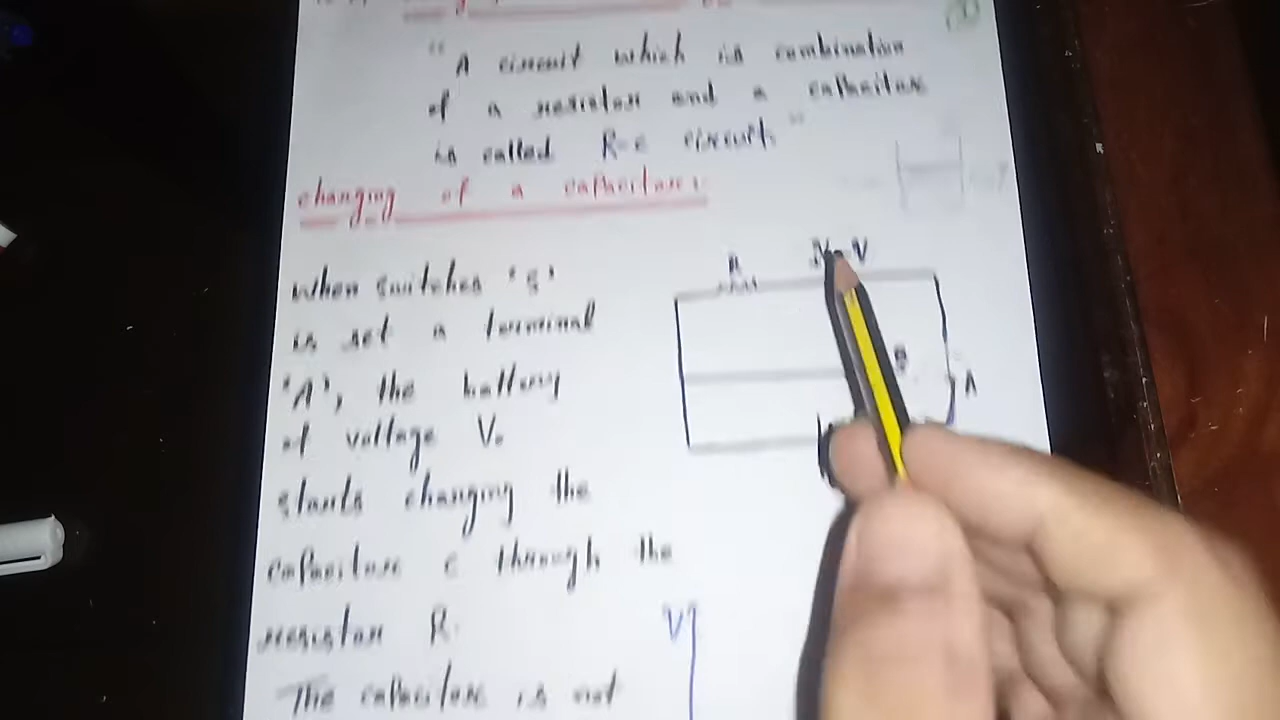 " A circuit which is combination
of a resistor and a capacitor
is called R-c circuit. "
charging of a capacitor:
When switches 's'
is set a terminal
'A', the battery
of voltage V₀
starts charging the
capacitor c through the
resistor R.
The capacitor is not
R
V
B
A
V